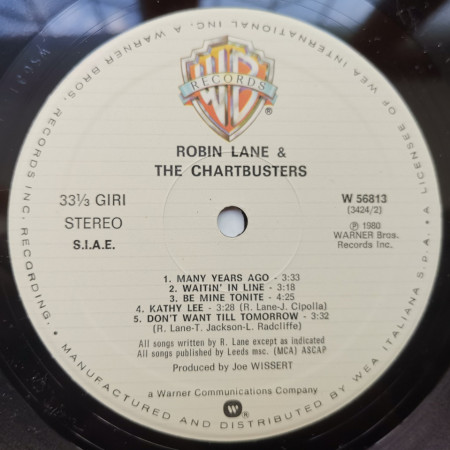 WB
RECORDS
®
ROBIN LANE &
THE CHARTBUSTERS
33⅓ GIRI
STEREO
S.I.A.E.
W 56813
(3424/2)
℗ 1980
WARNER Bros.
Records Inc.
1. MANY YEARS AGO - 3:33
2. WAITIN' IN LINE - 3:18
3. BE MINE TONITE - 4:25
4. KATHY LEE - 3:28 (R. Lane-J. Cipolla)
5. DON'T WANT TILL TOMORROW - 3:32
(R. Lane-T. Jackson-L. Radcliffe)
All songs written by R. Lane except as indicated
All songs published by Leeds msc. (MCA) ASCAP
Produced by Joe WISSERT
a Warner Communications Company
W ®
• MANUFACTURED AND DISTRIBUTED BY WEA ITALIANA S.P.A. • LICENSEE OF WEA INTERNATIONAL INC. A WARNER BROS. RECORDS INC. RECORDING.